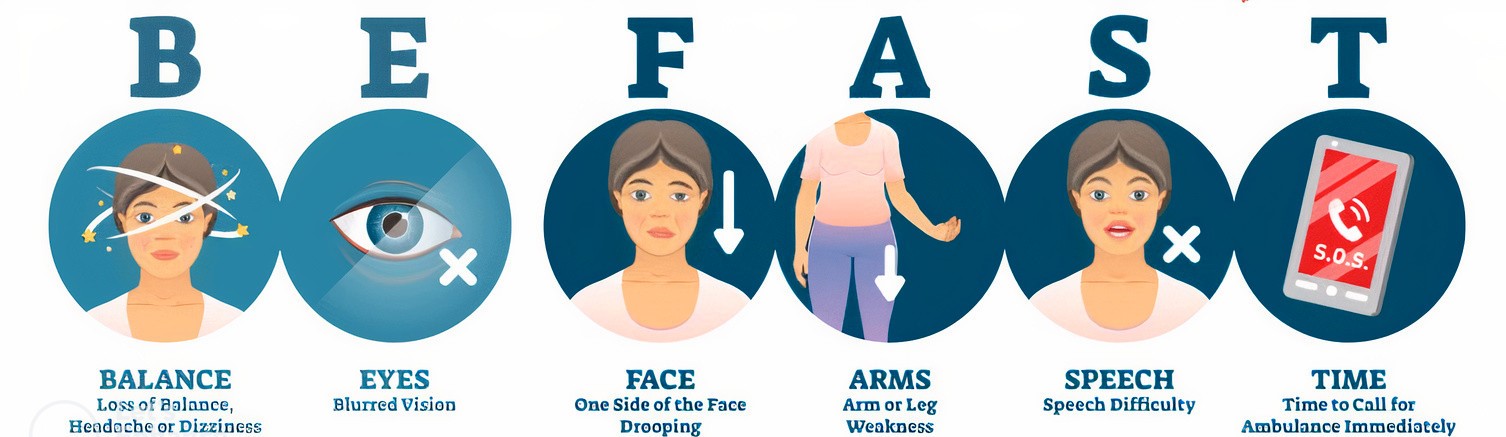 B E F A S T
S.O.S.
BALANCE
Loss of Balance,
Headache or Dizziness
EYES
Blurred Vision
FACE
One Side of the Face
Drooping
ARMS
Arm or Leg
Weakness
SPEECH
Speech Difficulty
TIME
Time to Call for
Ambulance Immediately